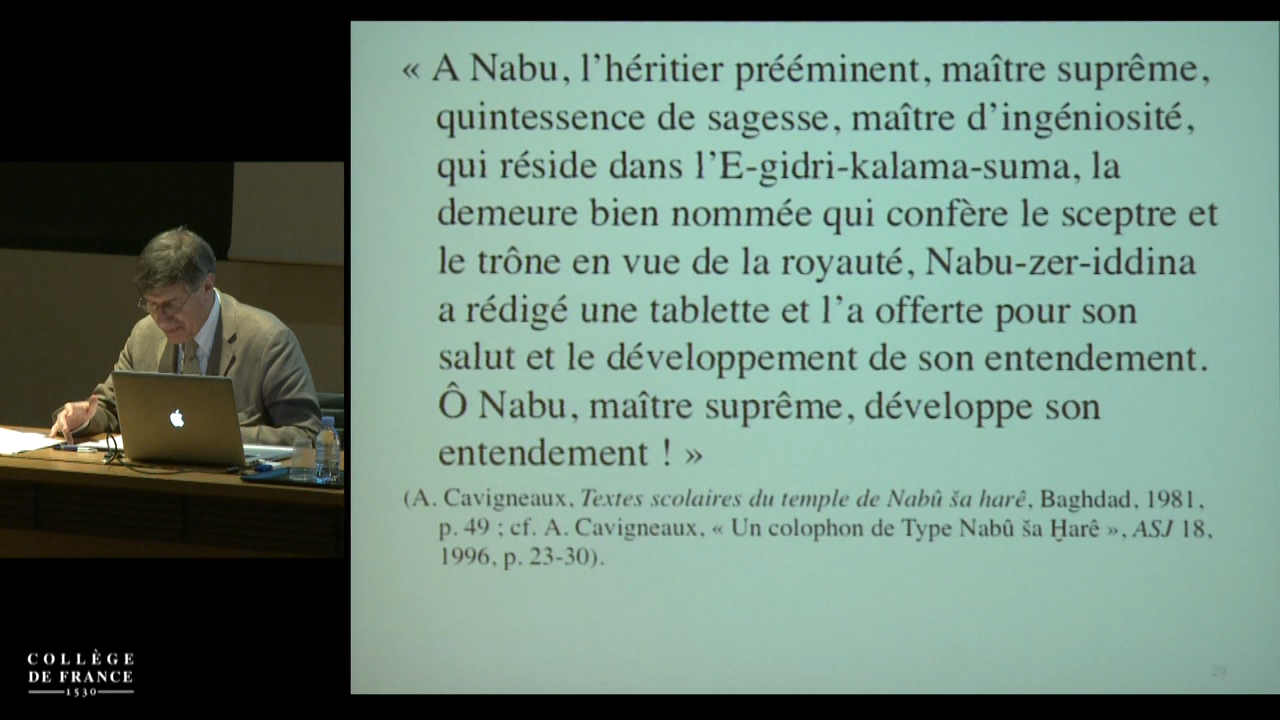 « A Nabu, l’héritier prééminent, maître suprême,
quintessence de sagesse, maître d’ingéniosité,
qui réside dans l’E-gidri-kalama-suma, la
demeure bien nommée qui confère le sceptre et
le trône en vue de la royauté, Nabu-zer-iddina
a rédigé une tablette et l’a offerte pour son
salut et le développement de son entendement.
Ô Nabu, maître suprême, développe son
entendement ! »
(A. Cavigneaux, Textes scolaires du temple de Nabû ša harê, Baghdad, 1981,
p. 49 ; cf. A. Cavigneaux, « Un colophon de Type Nabû ša Ḫarê », ASJ 18,
1996, p. 23-30).
29
COLLÈGE
DE FRANCE
1530